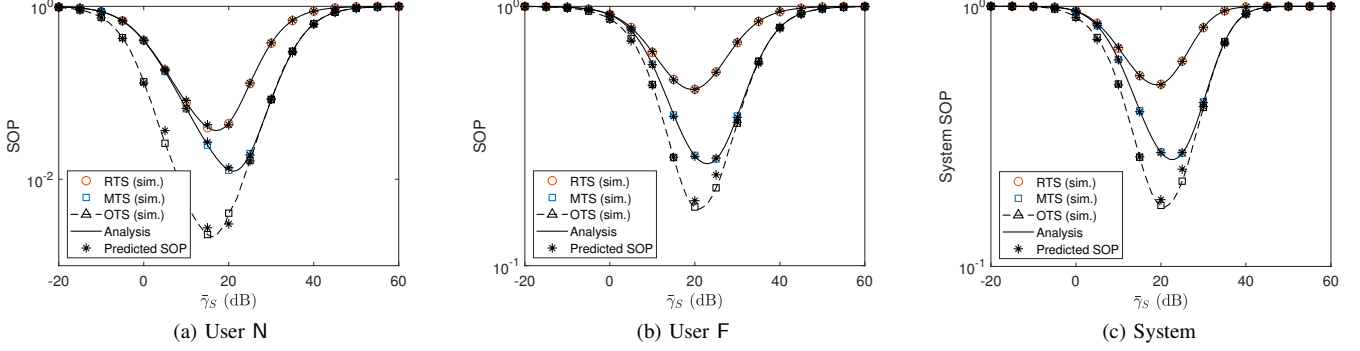 10^0
10^-2
SOP
RTS (sim.)
MTS (sim.)
OTS (sim.)
Analysis
Predicted SOP
-20 0 20 40 60
γ̄_S (dB)
(a) User N
10^0
10^-1
SOP
RTS (sim.)
MTS (sim.)
OTS (sim.)
Analysis
Predicted SOP
-20 0 20 40 60
γ̄_S (dB)
(b) User F
10^0
10^-1
System SOP
RTS (sim.)
MTS (sim.)
OTS (sim.)
Analysis
Predicted SOP
-20 0 20 40 60
γ̄_S (dB)
(c) System